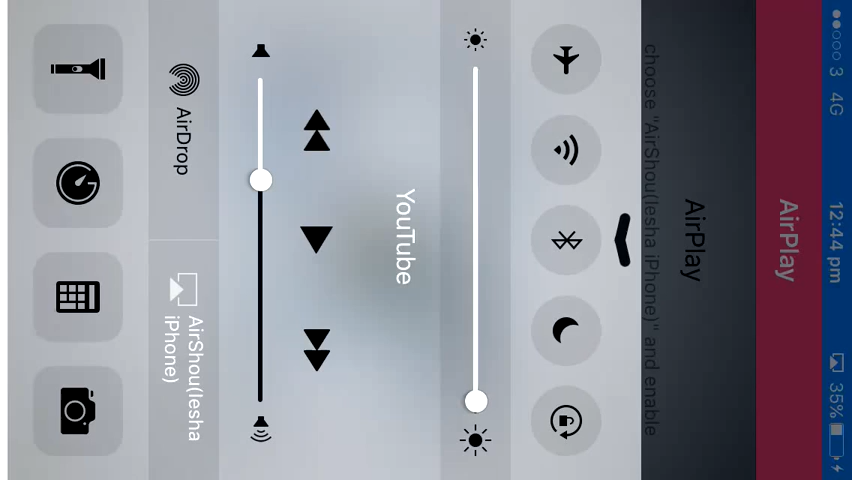 3 4G 12:44 pm 35%
AirPlay
AirPlay
choose "AirShou(Iesha iPhone)" and enable
YouTube
AirDrop
AirShou(Iesha
iPhone)